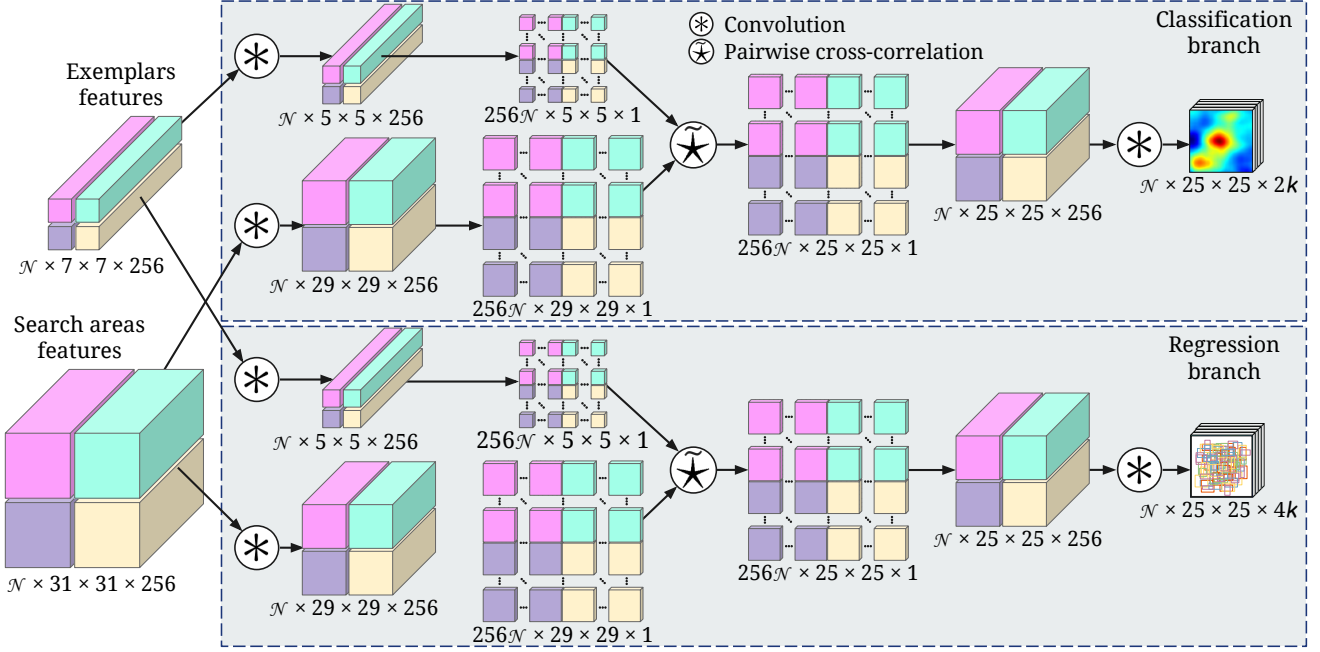 Exemplars
features
𝒩 × 7 × 7 × 256
Search areas
features
𝒩 × 31 × 31 × 256
Convolution
Pairwise cross-correlation
Classification
branch
𝒩 × 5 × 5 × 256
256𝒩 × 5 × 5 × 1
𝒩 × 29 × 29 × 256
256𝒩 × 29 × 29 × 1
256𝒩 × 25 × 25 × 1
𝒩 × 25 × 25 × 256
𝒩 × 25 × 25 × 2k
Regression
branch
𝒩 × 5 × 5 × 256
256𝒩 × 5 × 5 × 1
𝒩 × 29 × 29 × 256
256𝒩 × 29 × 29 × 1
256𝒩 × 25 × 25 × 1
𝒩 × 25 × 25 × 256
𝒩 × 25 × 25 × 4k